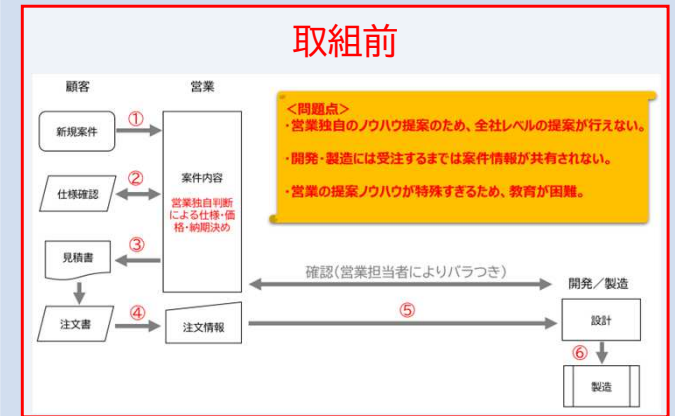 取組前
顧客
営業
<問題点>
・営業独自のノウハウ提案のため、全社レベルの提案が行えない。
・開発・製造には受注するまでは案件情報が共有されない。
・営業の提案ノウハウが特殊すぎるため、教育が困難。
新規案件
①
案件内容
営業独自判断
による仕様・価
格・納期決め
仕様確認
②
見積書
③
確認(営業担当者によりバラつき)
開発/製造
注文書
④
注文情報
⑤
設計
⑥
製造